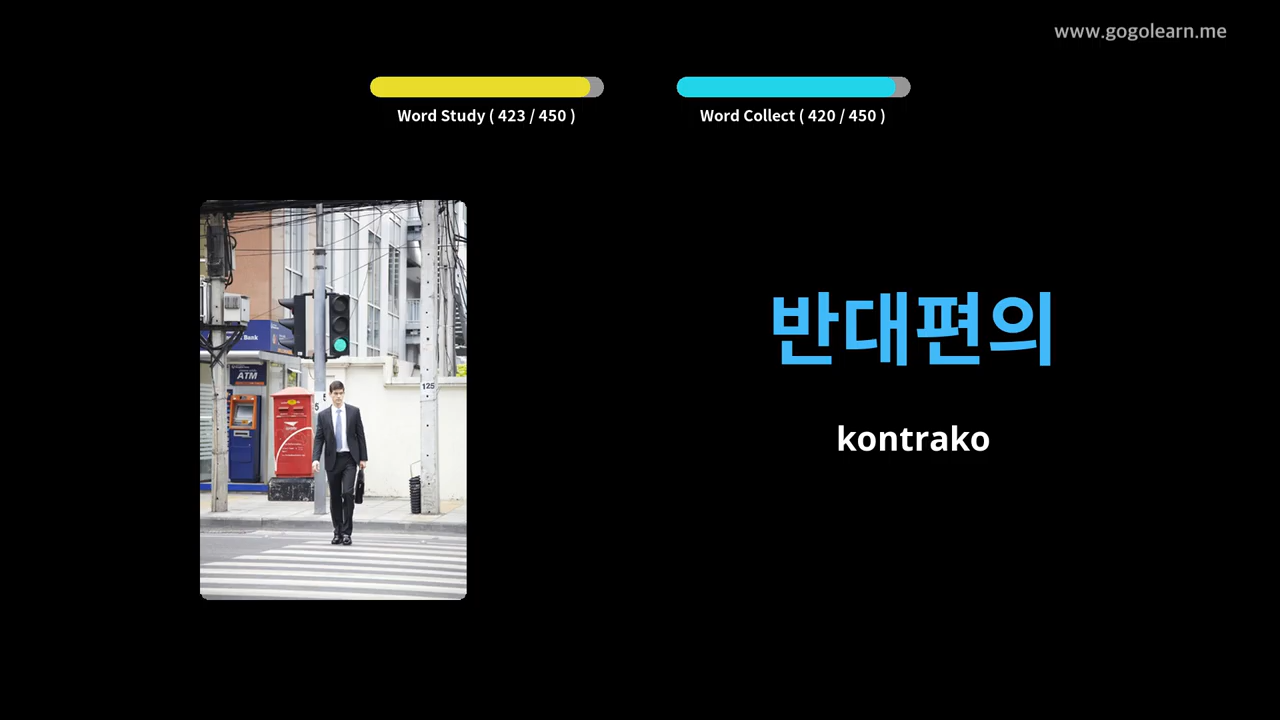 www.gogolearn.me
Word Study ( 423 / 450 )
Word Collect ( 420 / 450 )
Bank
ATM
125
5
반대편의
kontrako